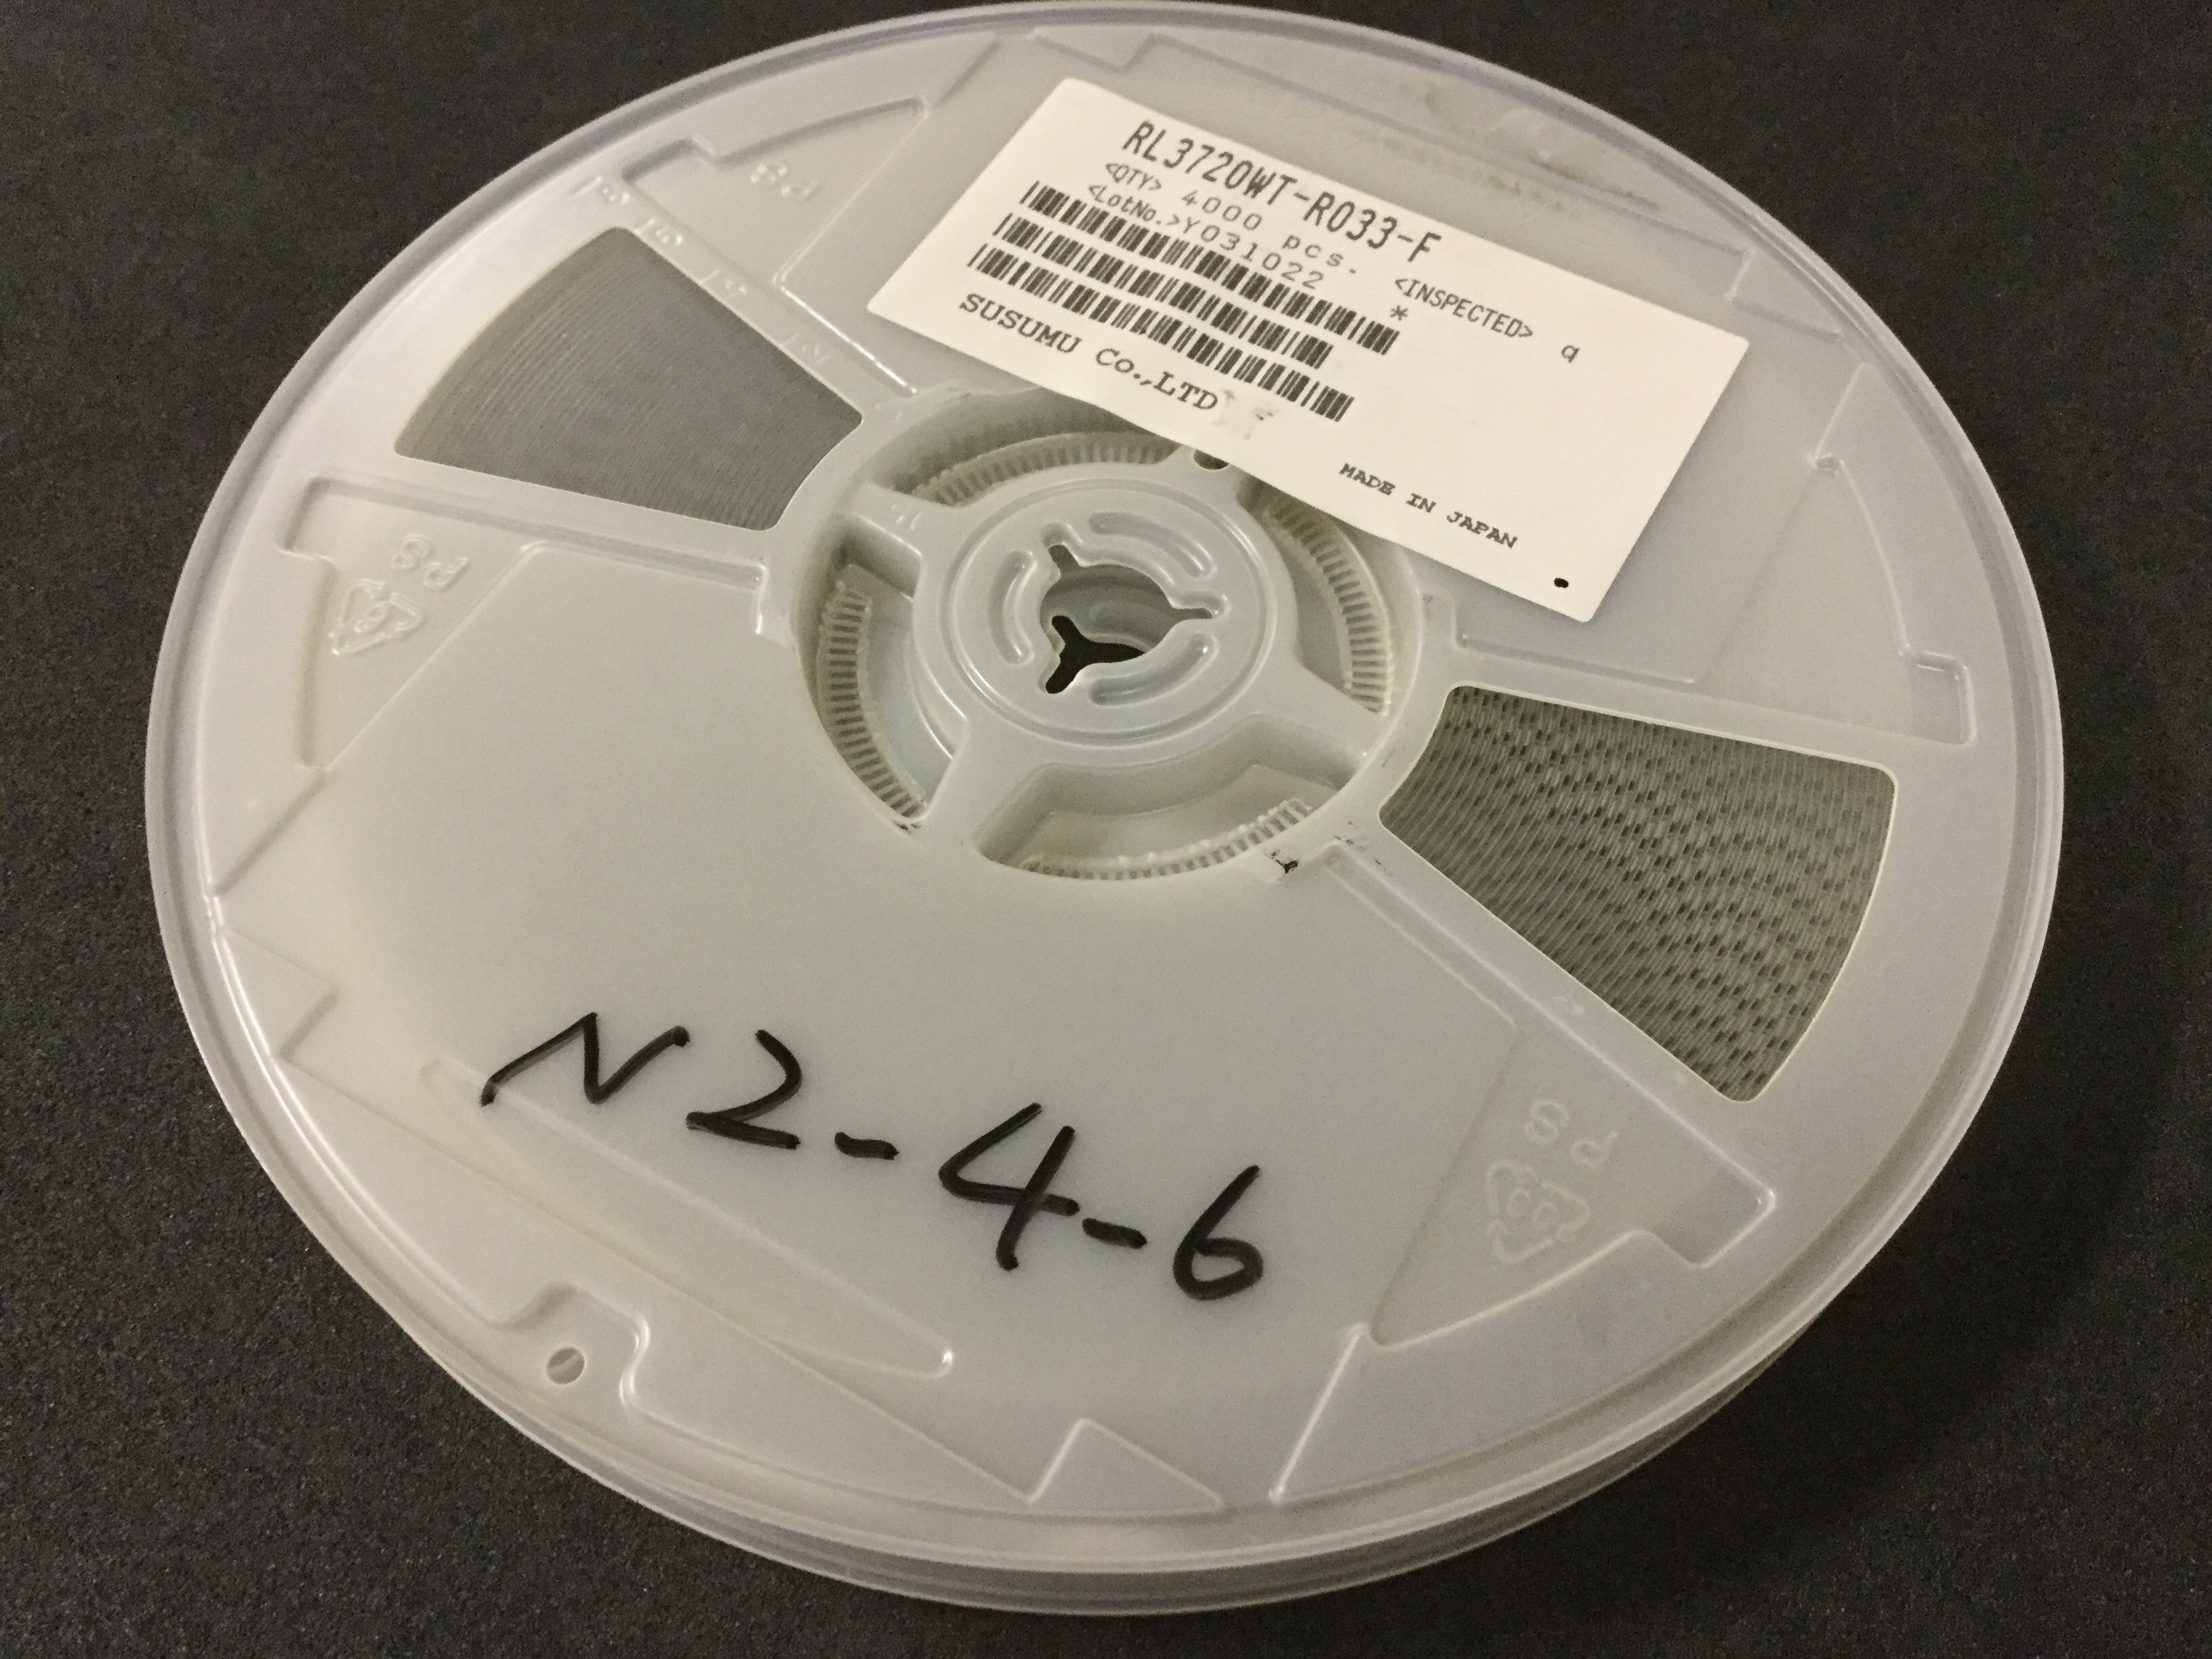 RL3720WT-R033-F
<QTY> 4000 pcs. <INSPECTED> q
<LotNo.>Y031022 *
SUSUMU Co.,LTD
MADE IN JAPAN
PS
PS
6
N2-4-6
PS